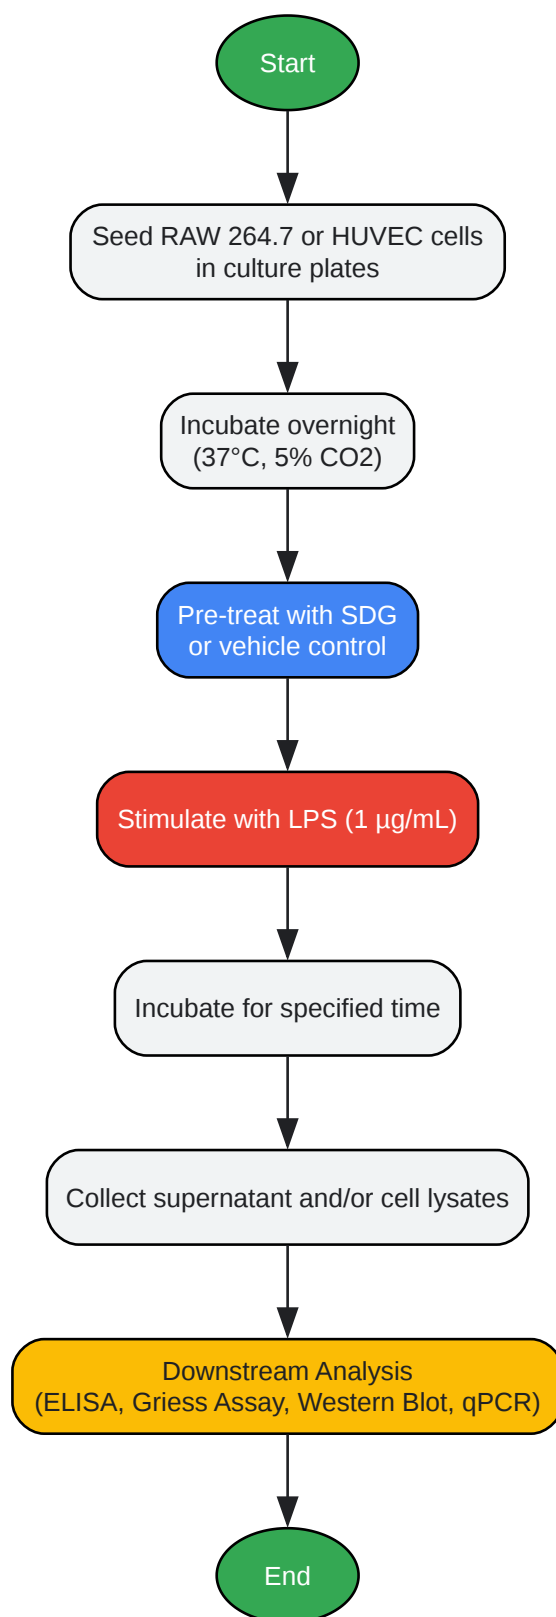 Start
Seed RAW 264.7 or HUVEC cells
in culture plates
Incubate overnight
(37°C, 5% CO2)
Pre-treat with SDG
or vehicle control
Stimulate with LPS (1 µg/mL)
Incubate for specified time
Collect supernatant and/or cell lysates
Downstream Analysis
(ELISA, Griess Assay, Western Blot, qPCR)
End